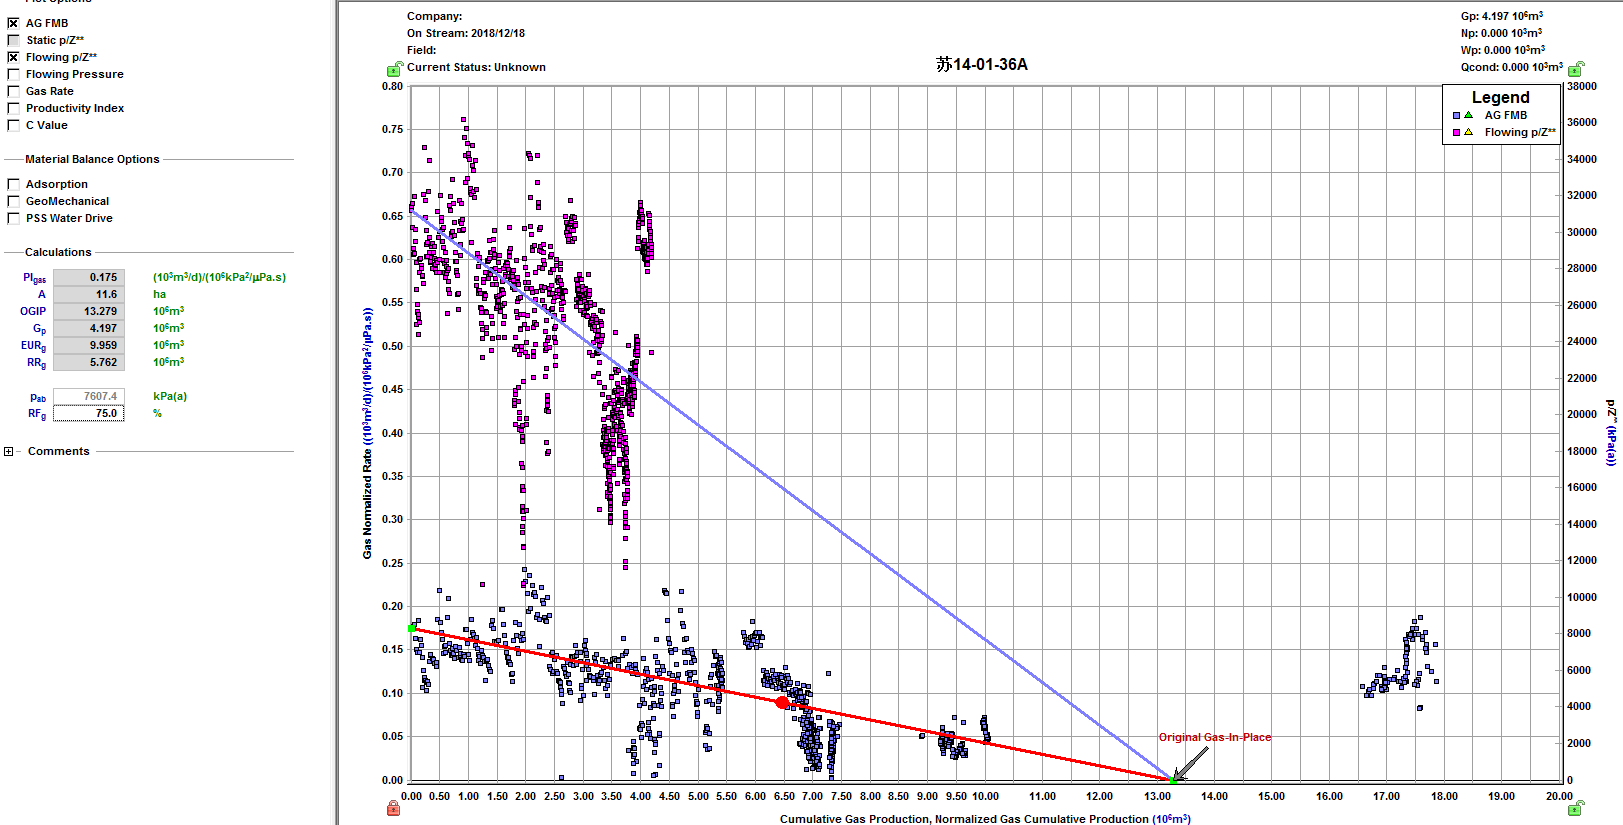 Plot Options
AG FMB
Static p/Z**
Flowing p/Z**
Flowing Pressure
Gas Rate
Productivity Index
C Value
Material Balance Options
Adsorption
GeoMechanical
PSS Water Drive
Calculations
PIgas 0.175 (10³m³/d)/(10⁶kPa²/µPa.s)
A 11.6 ha
OGIP 13.279 10⁶m³
Gp 4.197 10⁶m³
EURg 9.959 10⁶m³
RRg 5.762 10⁶m³
pab 7607.4 kPa(a)
RFg 75.0 %
Comments
Company:
On Stream: 2018/12/18
Field:
Current Status: Unknown
苏14-01-36A
Gp: 4.197 10⁶m³
Np: 0.000 10³m³
Wp: 0.000 10³m³
Qcond: 0.000 10³m³
Legend
AG FMB
Flowing p/Z**
Gas Normalized Rate ((10³m³/d)/(10⁶kPa²/µPa.s))
0.80
0.75
0.70
0.65
0.60
0.55
0.50
0.45
0.40
0.35
0.30
0.25
0.20
0.15
0.10
0.05
0.00
38000
36000
34000
32000
30000
28000
26000
24000
22000
20000
18000
16000
14000
12000
10000
8000
6000
4000
2000
0
p/Z** (kPa(a))
Original Gas-In-Place
0.00 0.50 1.00 1.50 2.00 2.50 3.00 3.50 4.00 4.50 5.00 5.50 6.00 6.50 7.00 7.50 8.00 8.50 9.00 9.50 10.00 11.00 12.00 13.00 14.00 15.00 16.00 17.00 18.00 19.00 20.00
Cumulative Gas Production, Normalized Gas Cumulative Production (10⁶m³)